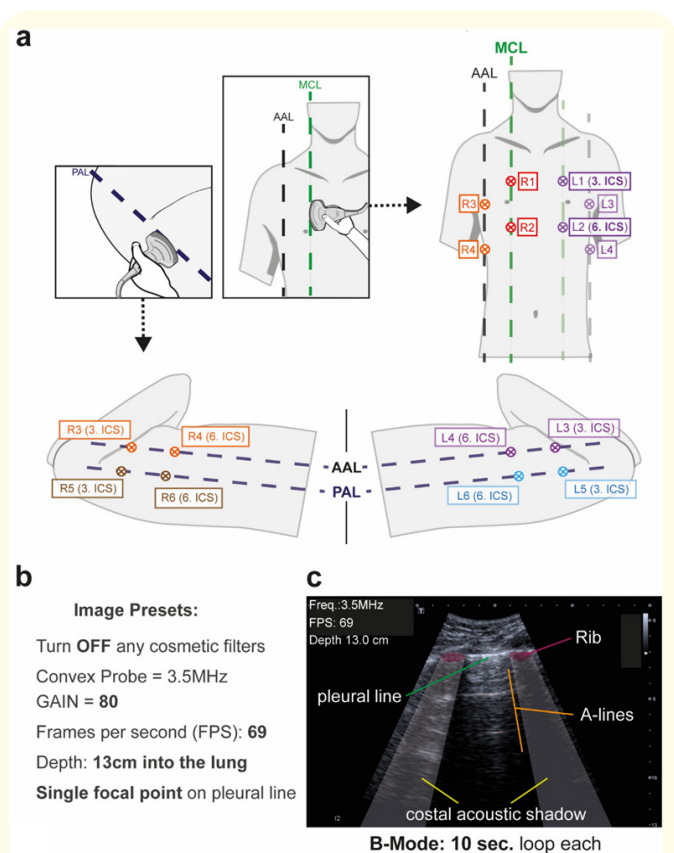 a
MCL
AAL
MCL
AAL
PAL
R1
L1 (3. ICS)
R3
L3
R2
L2 (6. ICS)
R4
L4
R3 (3. ICS)
R4 (6. ICS)
L4 (6. ICS)
L3 (3. ICS)
AAL
PAL
R5 (3. ICS)
R6 (6. ICS)
L6 (6. ICS)
L5 (3. ICS)
b
Image Presets:
Turn OFF any cosmetic filters
Convex Probe = 3.5MHz
GAIN = 80
Frames per second (FPS): 69
Depth: 13cm into the lung
Single focal point on pleural line
c
Freq.:3.5MHz
FPS: 69
Depth 13.0 cm
Rib
pleural line
A-lines
costal acoustic shadow
B-Mode: 10 sec. loop each